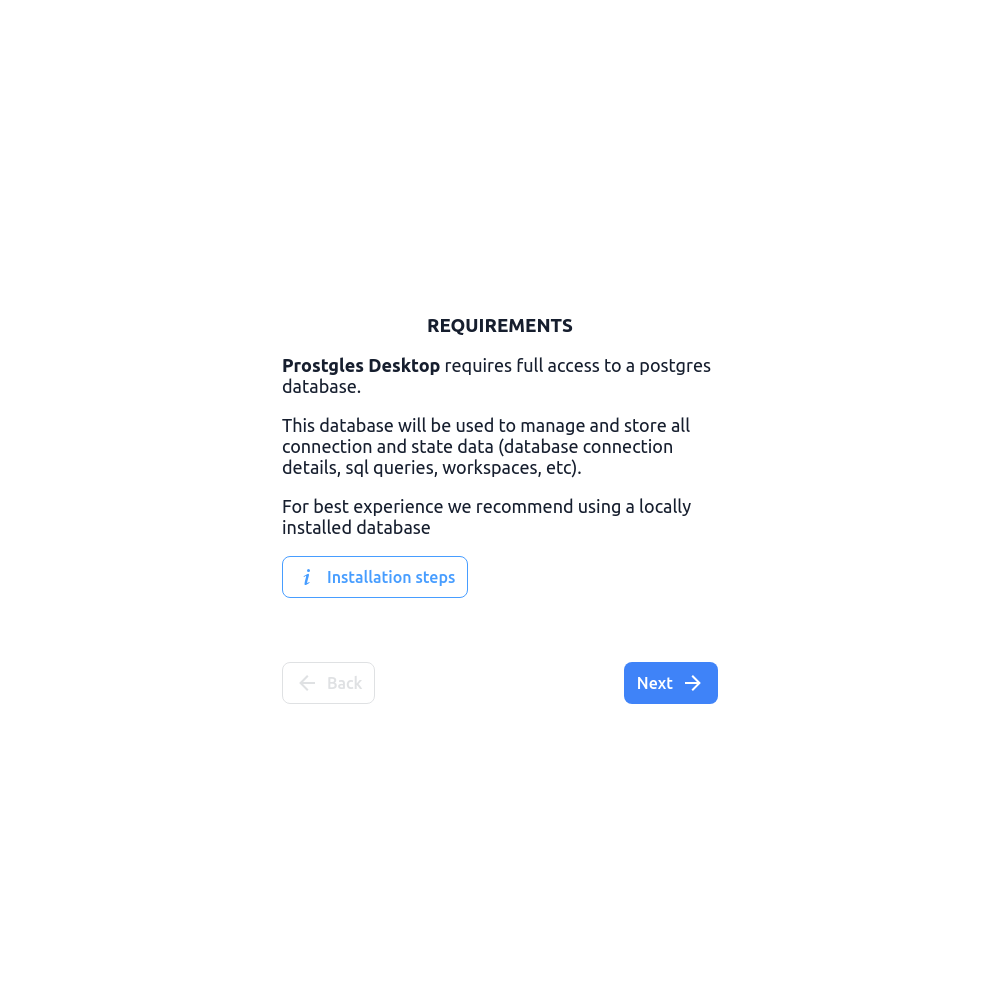 REQUIREMENTS
Prostgles Desktop requires full access to a postgres
database.
This database will be used to manage and store all
connection and state data (database connection
details, sql queries, workspaces, etc).
For best experience we recommend using a locally
installed database
i Installation steps
Back
Next